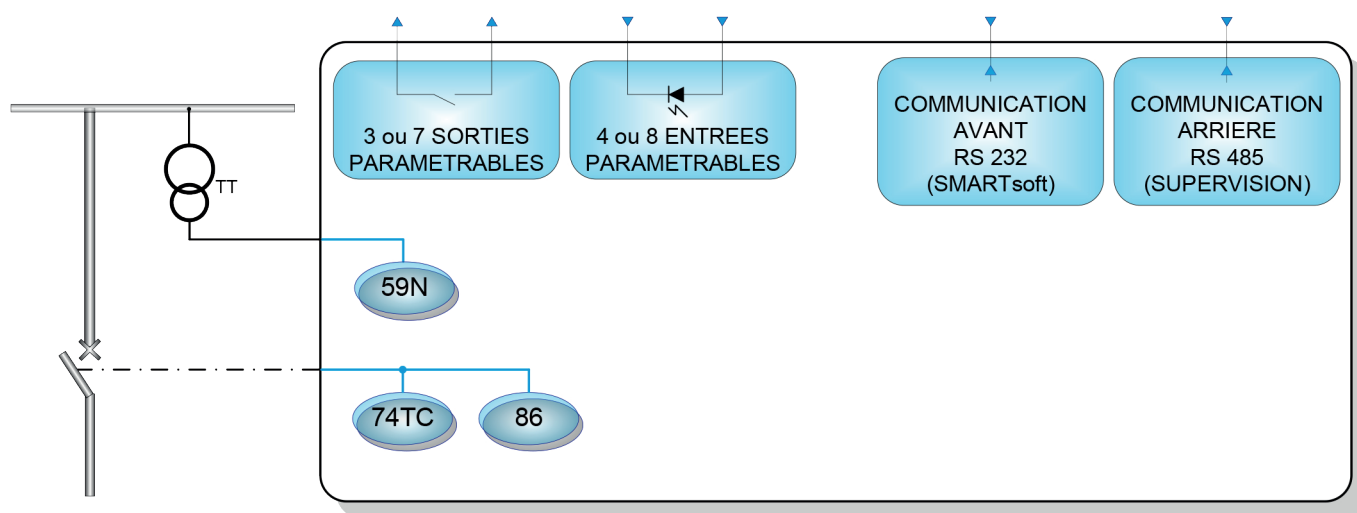 3 ou 7 SORTIES
PARAMETRABLES
4 ou 8 ENTREES
PARAMETRABLES
COMMUNICATION
AVANT
RS 232
(SMARTsoft)
COMMUNICATION
ARRIERE
RS 485
(SUPERVISION)
TT
59N
74TC
86